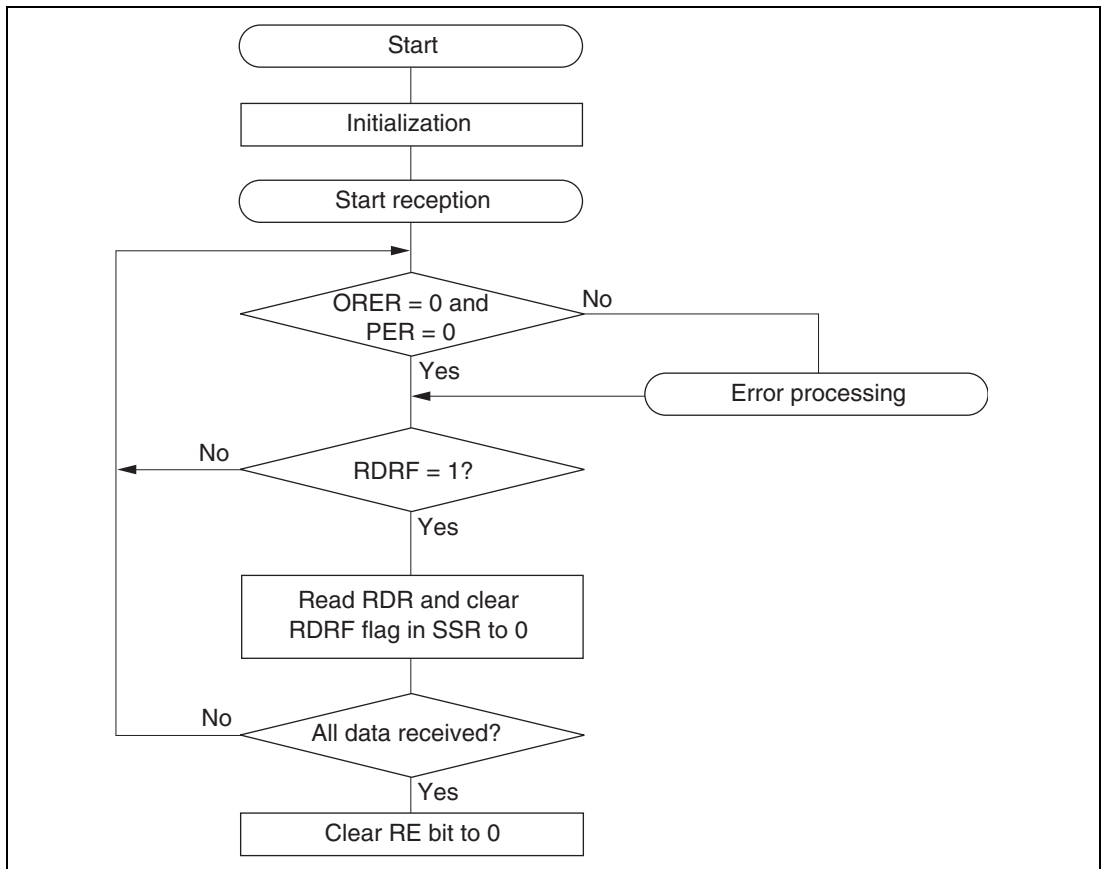 Start
Initialization
Start reception
ORER = 0 and
PER = 0
No
Yes
Error processing
No
RDRF = 1?
Yes
Read RDR and clear
RDRF flag in SSR to 0
No
All data received?
Yes
Clear RE bit to 0